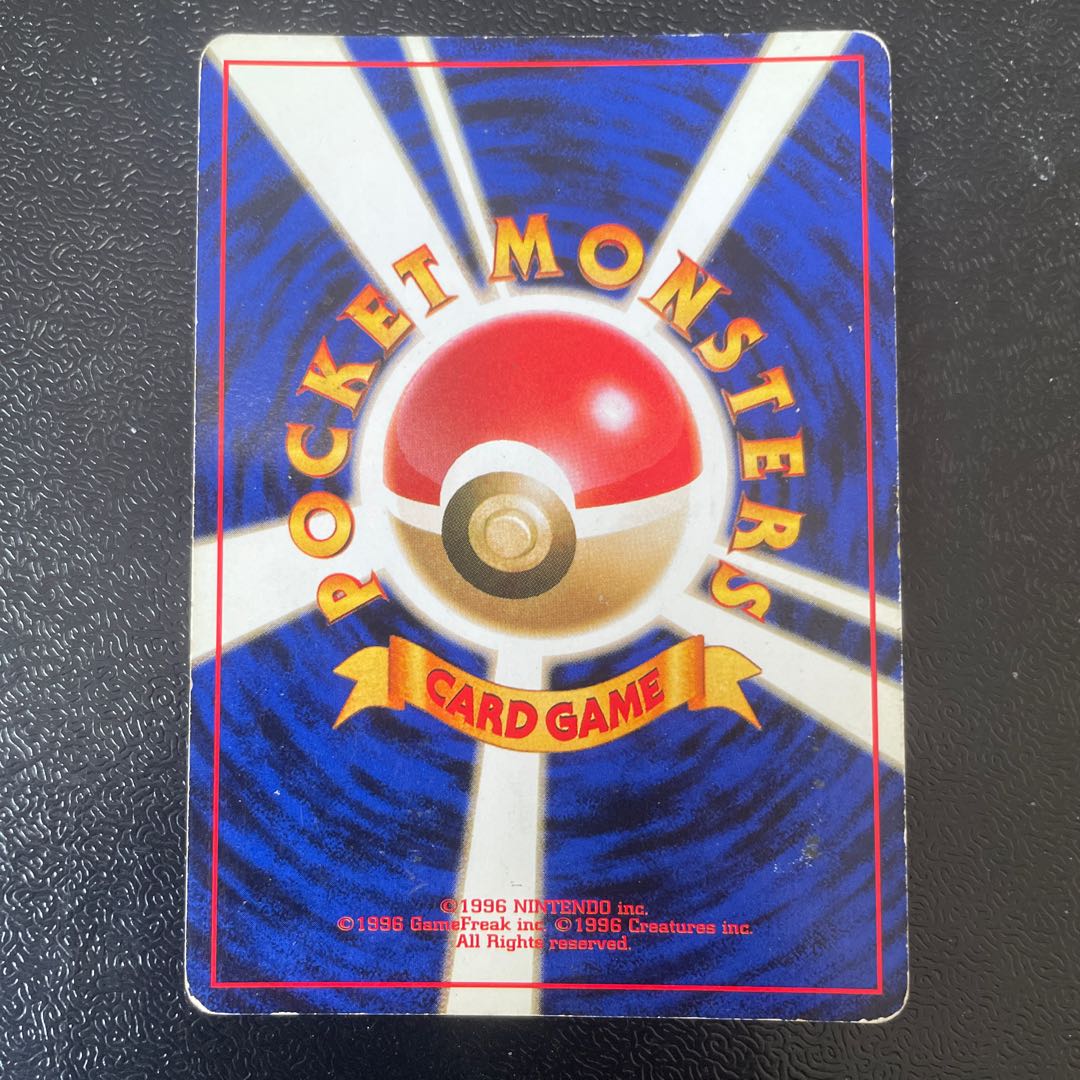 POCKET MONSTERS
CARD GAME
©1996 NINTENDO inc.
©1996 GameFreak inc. ©1996 Creatures inc.
All Rights reserved.